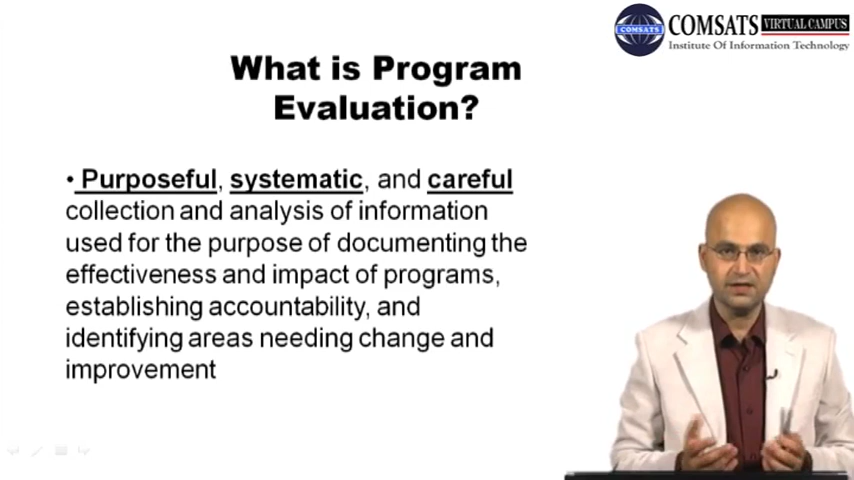 COMSATS VIRTUAL CAMPUS
COMSATS
Institute Of Information Technology
What is Program
Evaluation?
• Purposeful, systematic, and careful
collection and analysis of information
used for the purpose of documenting the
effectiveness and impact of programs,
establishing accountability, and
identifying areas needing change and
improvement